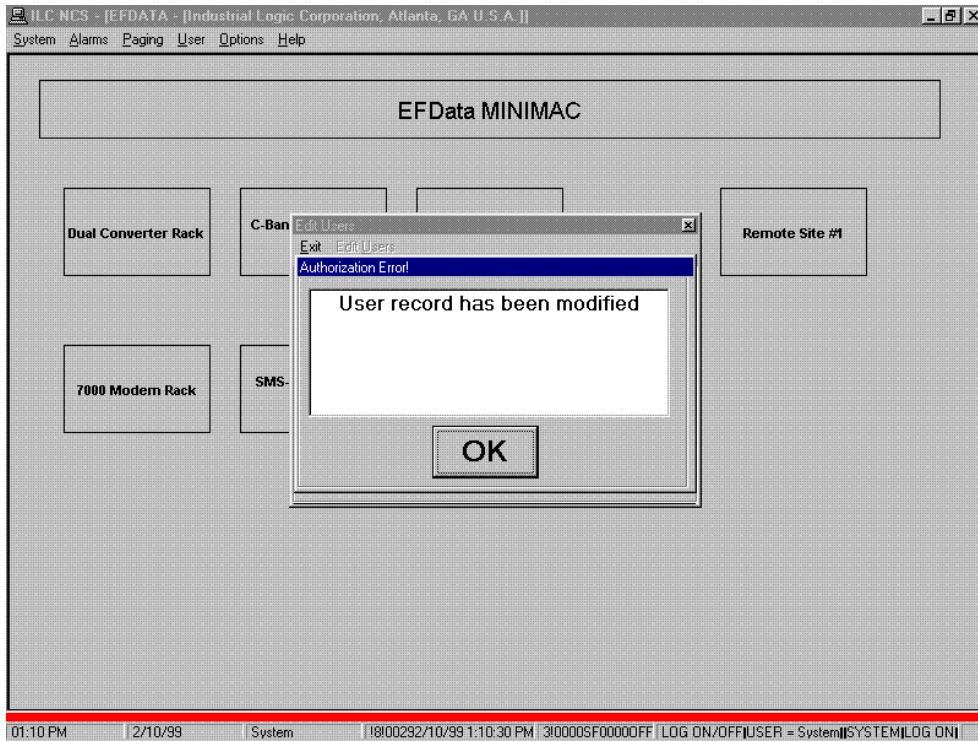 ILC NCS - [EFDATA - [Industrial Logic Corporation, Atlanta, GA U.S.A.]]
System Alarms Paging User Options Help
EFData MINIMAC
Dual Converter Rack
C-Ban
Remote Site #1
Edit Users
Exit Edit Users
Authorization Error!
User record has been modified
OK
7000 Modem Rack
SMS-
01:10 PM 2/10/99 System !8!00292/10/99 1:10:30 PM 3!0000SF00000FF LOG ON/OFF|USER = System||SYSTEM|LOG ON|